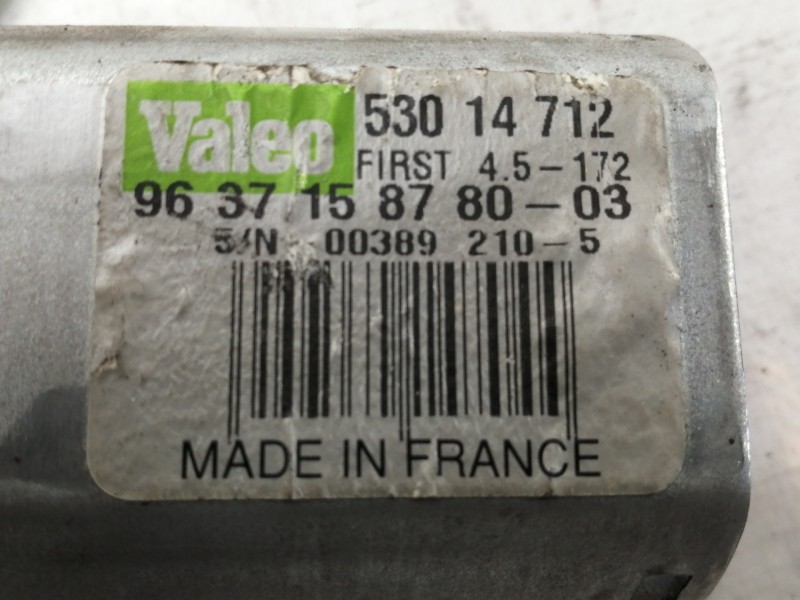 Valeo 530 14 712
FIRST 4.5-172
96 37 15 87 80-03
S/N 00389 210-5
MADE IN FRANCE